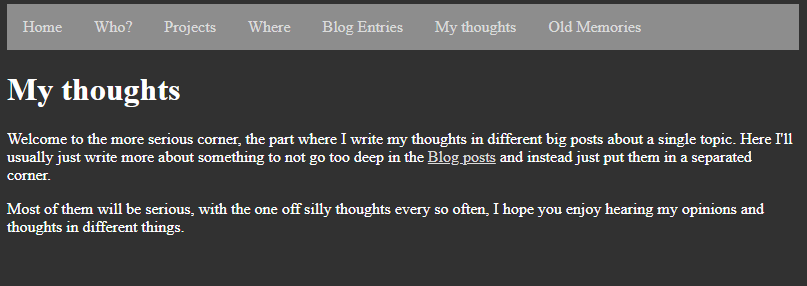 Home Who? Projects Where Blog Entries My thoughts Old Memories
My thoughts
Welcome to the more serious corner, the part where I write my thoughts in different big posts about a single topic. Here I'll
usually just write more about something to not go too deep in the Blog posts and instead just put them in a separated
corner.
Most of them will be serious, with the one off silly thoughts every so often, I hope you enjoy hearing my opinions and
thoughts in different things.